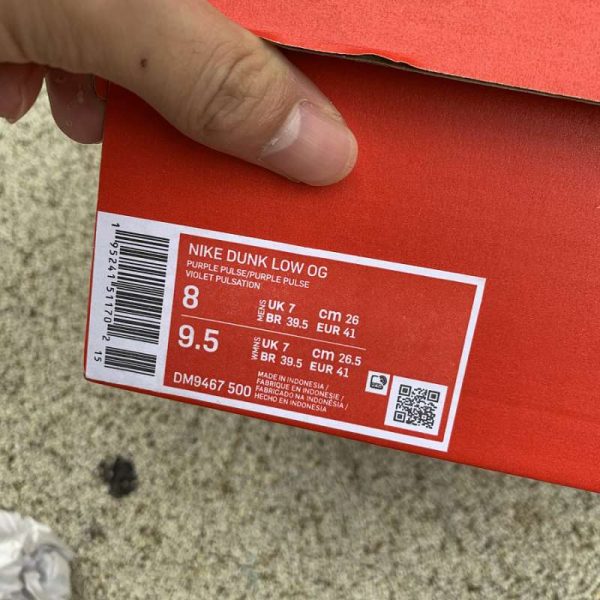 NIKE DUNK LOW OG
PURPLE PULSE/PURPLE PULSE
VIOLET PULSATION
8 MENS UK 7 cm 26
BR 39.5 EUR 41
9.5 WMNS UK 7 cm 26.5
BR 39.5 EUR 41
DM9467 500
MADE IN INDONESIA /
FABRIQUE EN INDONESIE /
FABRICADO NA INDONÉSIA /
HECHO EN INDONESIA
1 95241 51170 2
15